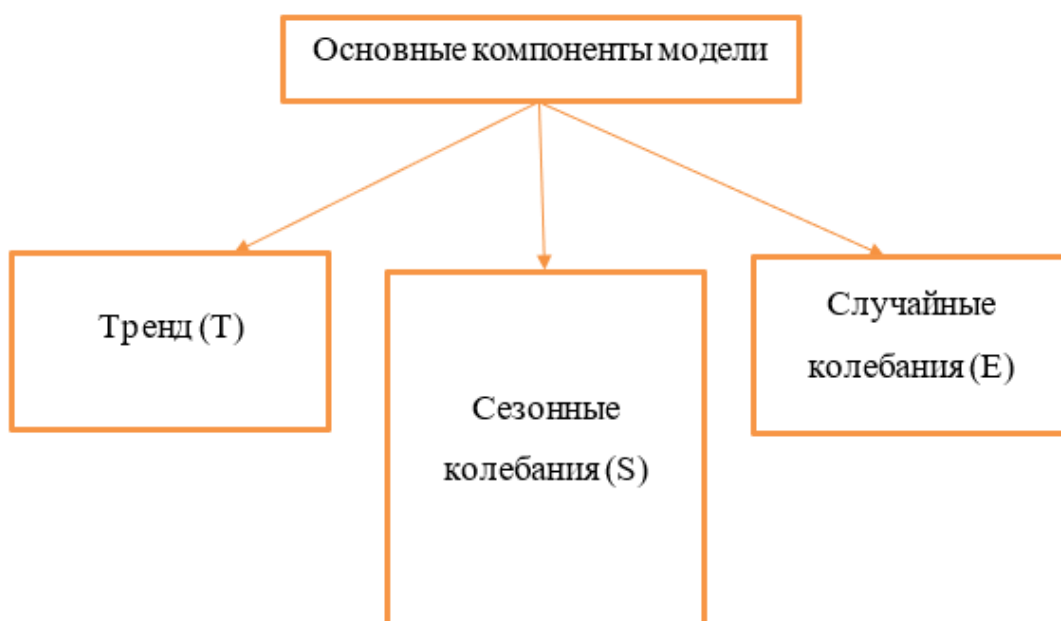 Основные компоненты модели
Тренд (T)
Случайные
колебания (E)
Сезонные
колебания (S)